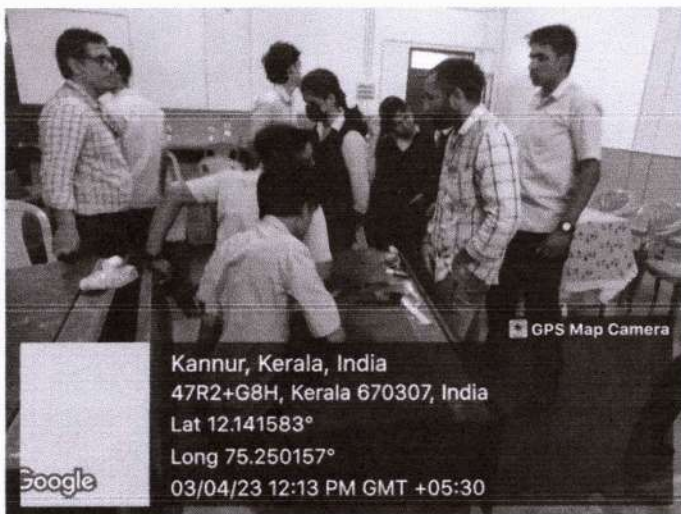 GPS Map Camera
Kannur, Kerala, India
47R2+G8H, Kerala 670307, India
Lat 12.141583°
Long 75.250157°
03/04/23 12:13 PM GMT +05:30
Google